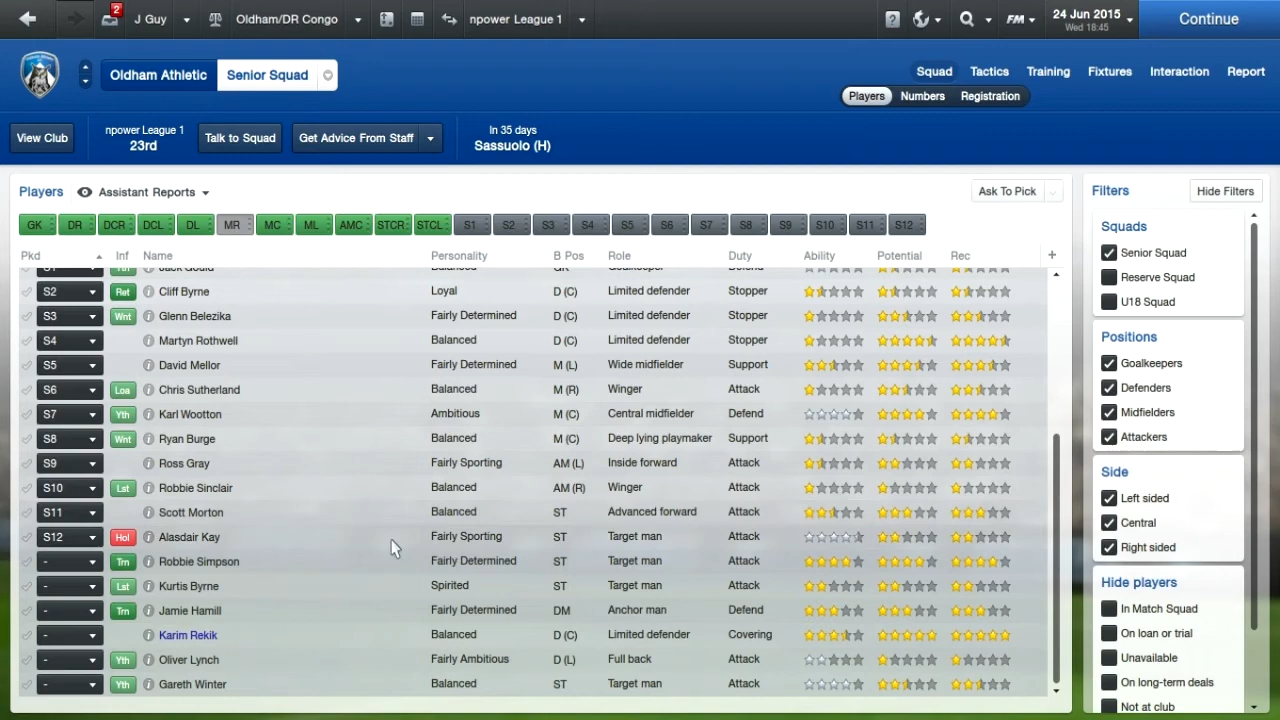 2 J Guy Oldham/DR Congo npower League 1 ? FM 24 Jun 2015 Continue
Wed 18:45
Oldham Athletic Senior Squad Squad Tactics Training Fixtures Interaction Report
Players Numbers Registration
View Club npower League 1 Talk to Squad Get Advice From Staff In 35 days
23rd Sassuolo (H)
Players Assistant Reports Ask To Pick
GK DR DCR DCL DL MR MC ML AMC STCR STCL S1 S2 S3 S4 S5 S6 S7 S8 S9 S10 S11 S12
Pkd Inf Name Personality B Pos Role Duty Ability Potential Rec +
S1 Yth Jack Gould Balanced GK Goalkeeper Defend
S2 Ret Cliff Byrne Loyal D (C) Limited defender Stopper
S3 Wnt Glenn Belezika Fairly Determined D (C) Limited defender Stopper
S4 Martyn Rothwell Balanced D (C) Limited defender Stopper
S5 David Mellor Fairly Determined M (L) Wide midfielder Support
S6 Loa Chris Sutherland Balanced M (R) Winger Attack
S7 Yth Karl Wootton Ambitious M (C) Central midfielder Defend
S8 Wnt Ryan Burge Balanced M (C) Deep lying playmaker Support
S9 Ross Gray Fairly Sporting AM (L) Inside forward Attack
S10 Lst Robbie Sinclair Balanced AM (R) Winger Attack
S11 Scott Morton Balanced ST Advanced forward Attack
S12 Hol Alasdair Kay Fairly Sporting ST Target man Attack
- Trn Robbie Simpson Fairly Determined ST Target man Attack
- Lst Kurtis Byrne Spirited ST Target man Attack
- Trn Jamie Hamill Fairly Determined DM Anchor man Defend
- Karim Rekik Balanced D (C) Limited defender Covering
- Yth Oliver Lynch Fairly Ambitious D (L) Full back Attack
- Yth Gareth Winter Balanced ST Target man Attack
Filters Hide Filters
Squads
Senior Squad
Reserve Squad
U18 Squad
Positions
Goalkeepers
Defenders
Midfielders
Attackers
Side
Left sided
Central
Right sided
Hide players
In Match Squad
On loan or trial
Unavailable
On long-term deals
Not at club